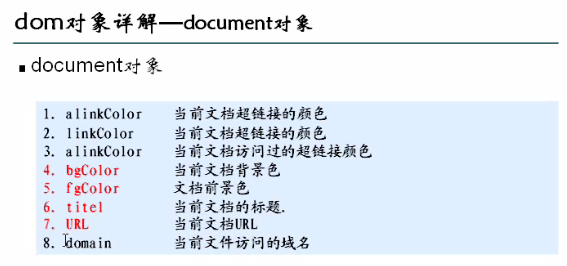 dom对象详解—document对象
■ document对象
1. alinkColor 当前文档超链接的颜色
2. linkColor 当前文档超链接的颜色
3. alinkColor 当前文档访问过的超链接颜色
4. bgColor 当前文档背景色
5. fgColor 文档前景色
6. titel 当前文档的标题.
7. URL 当前文档URL
8. domain 当前文件访问的域名